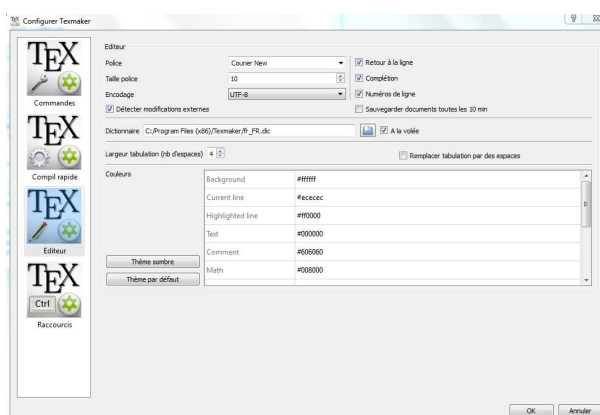 Configurer Texmaker
TEX
Commandes
TEX
Compil rapide
TEX
Editeur
TEX
Ctrl
Raccourcis
Editeur
Police Courier New
Retour à la ligne
Taille police 10
Complétion
Encodage UTF-8
Numéros de ligne
Détecter modifications externes
Sauvegarder documents toutes les 10 min
Dictionnaire C:/Program Files (x86)/Texmaker/fr_FR.dic
A la volée
Largeur tabulation (nb d'espaces) 4
Remplacer tabulation par des espaces
Couleurs
Background #ffffff
Current line #ececec
Highlighted line #ff0000
Text #000000
Comment #606060
Math #008000
Thème sombre
Thème par défaut
OK
Annuler